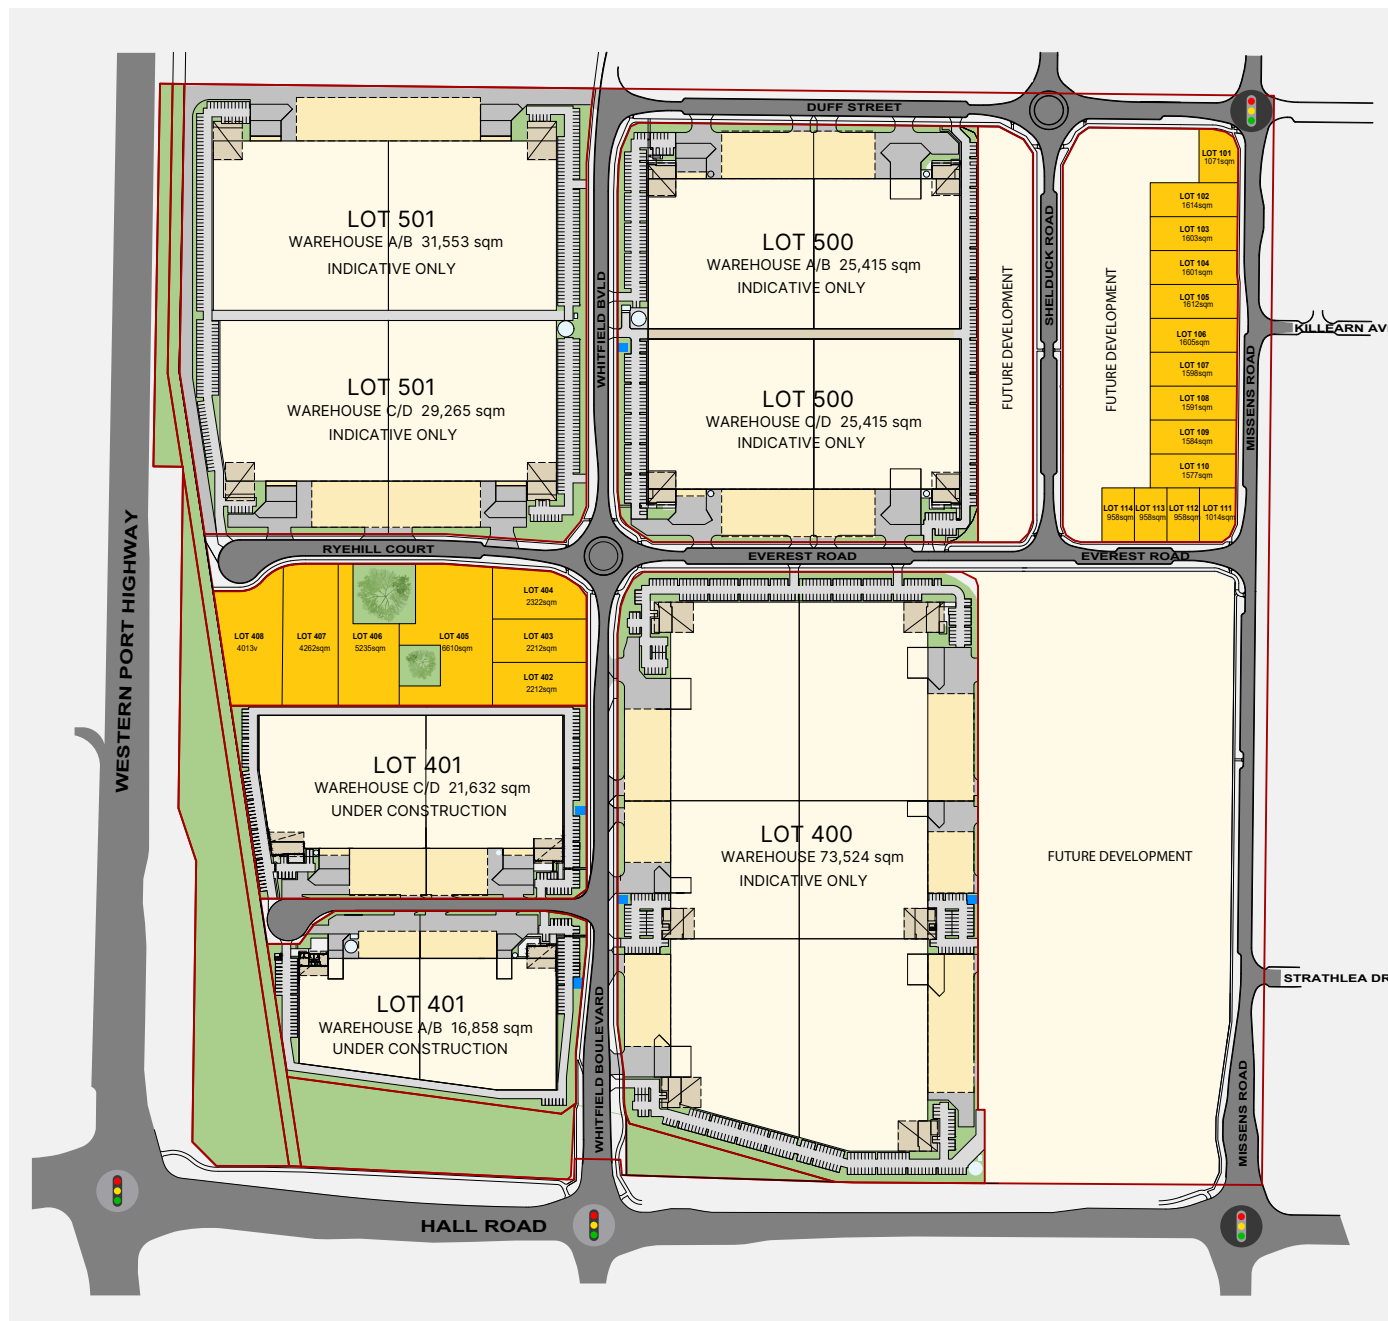 DUFF STREET
LOT 501
WAREHOUSE A/B 31,553 sqm
INDICATIVE ONLY
LOT 501
WAREHOUSE C/D 29,265 sqm
INDICATIVE ONLY
WHITFIELD BVLD
LOT 500
WAREHOUSE A/B 25,415 sqm
INDICATIVE ONLY
LOT 500
WAREHOUSE C/D 25,415 sqm
INDICATIVE ONLY
FUTURE DEVELOPMENT
SHELDUCK ROAD
FUTURE DEVELOPMENT
LOT 101
1071sqm
LOT 102
1614sqm
LOT 103
1603sqm
LOT 104
1601sqm
LOT 105
1612sqm
LOT 106
1605sqm
LOT 107
1598sqm
LOT 108
1591sqm
LOT 109
1584sqm
LOT 110
1577sqm
LOT 114
958sqm
LOT 113
958sqm
LOT 112
958sqm
LOT 111
1014sqm
MISSENS ROAD
KILLEARN AV
WESTERN PORT HIGHWAY
RYEHILL COURT
EVEREST ROAD
EVEREST ROAD
LOT 408
4013v
LOT 407
4262sqm
LOT 406
5235sqm
LOT 405
6610sqm
LOT 404
2322sqm
LOT 403
2212sqm
LOT 402
2212sqm
LOT 401
WAREHOUSE C/D 21,632 sqm
UNDER CONSTRUCTION
LOT 400
WAREHOUSE 73,524 sqm
INDICATIVE ONLY
FUTURE DEVELOPMENT
LOT 401
WAREHOUSE A/B 16,858 sqm
UNDER CONSTRUCTION
WHITFIELD BOULEVARD
STRATHLEA DR
MISSENS ROAD
HALL ROAD